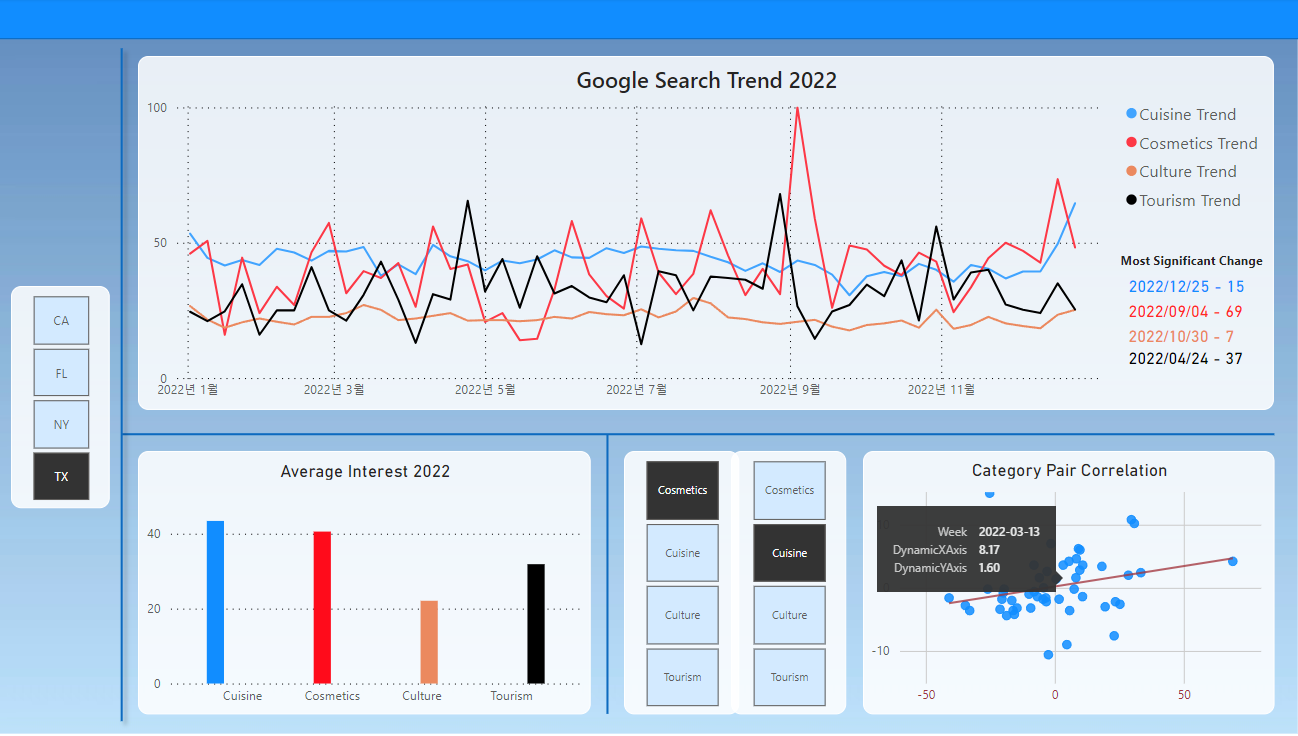 Google Search Trend 2022
100
50
0
2022년 1월
2022년 3월
2022년 5월
2022년 7월
2022년 9월
2022년 11월
Cuisine Trend
Cosmetics Trend
Culture Trend
Tourism Trend
Most Significant Change
2022/12/25 - 15
2022/09/04 - 69
2022/10/30 - 7
2022/04/24 - 37
CA
FL
NY
TX
Average Interest 2022
40
20
0
Cuisine
Cosmetics
Culture
Tourism
Cosmetics
Cuisine
Culture
Tourism
Cosmetics
Cuisine
Culture
Tourism
Category Pair Correlation
Week 2022-03-13
DynamicXAxis 8.17
DynamicYAxis 1.60
-10
-50
0
50